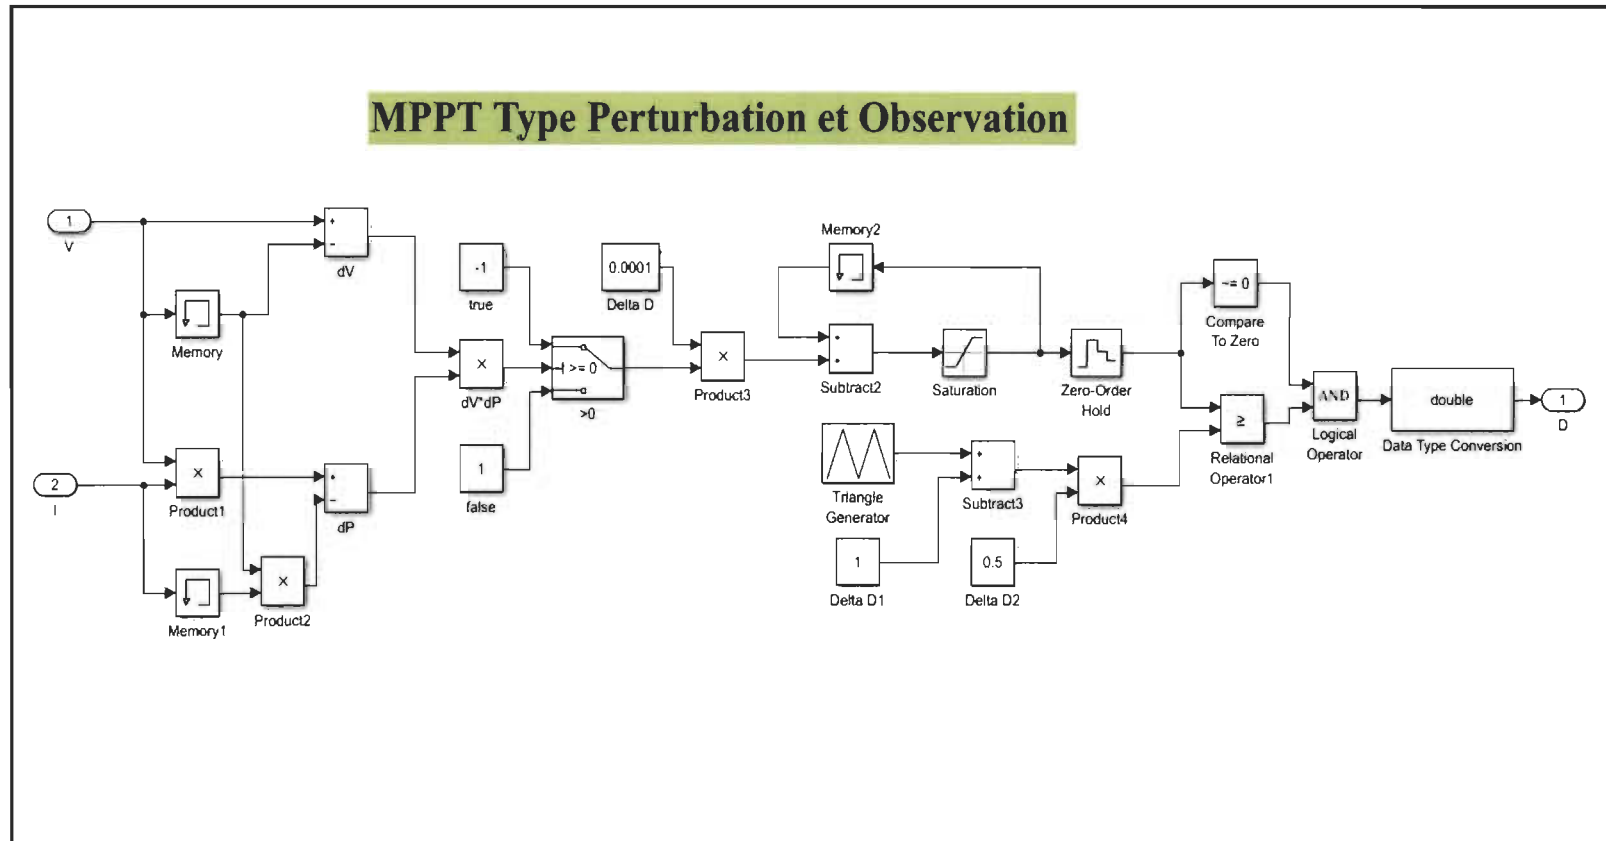 MPPT Type Perturbation et Observation
1
V
+
−
dV
Memory
-1
true
0.0001
Delta D
Memory2
~= 0
Compare
To Zero
×
dV*dP
>= 0
>0
×
Product3
Subtract2
Saturation
Zero-Order
Hold
≥
Relational
Operator1
AND
Logical
Operator
double
Data Type Conversion
1
D
2
I
×
Product1
+
−
dP
1
false
Triangle
Generator
+
+
Subtract3
×
Product4
Memory1
×
Product2
1
Delta D1
0.5
Delta D2